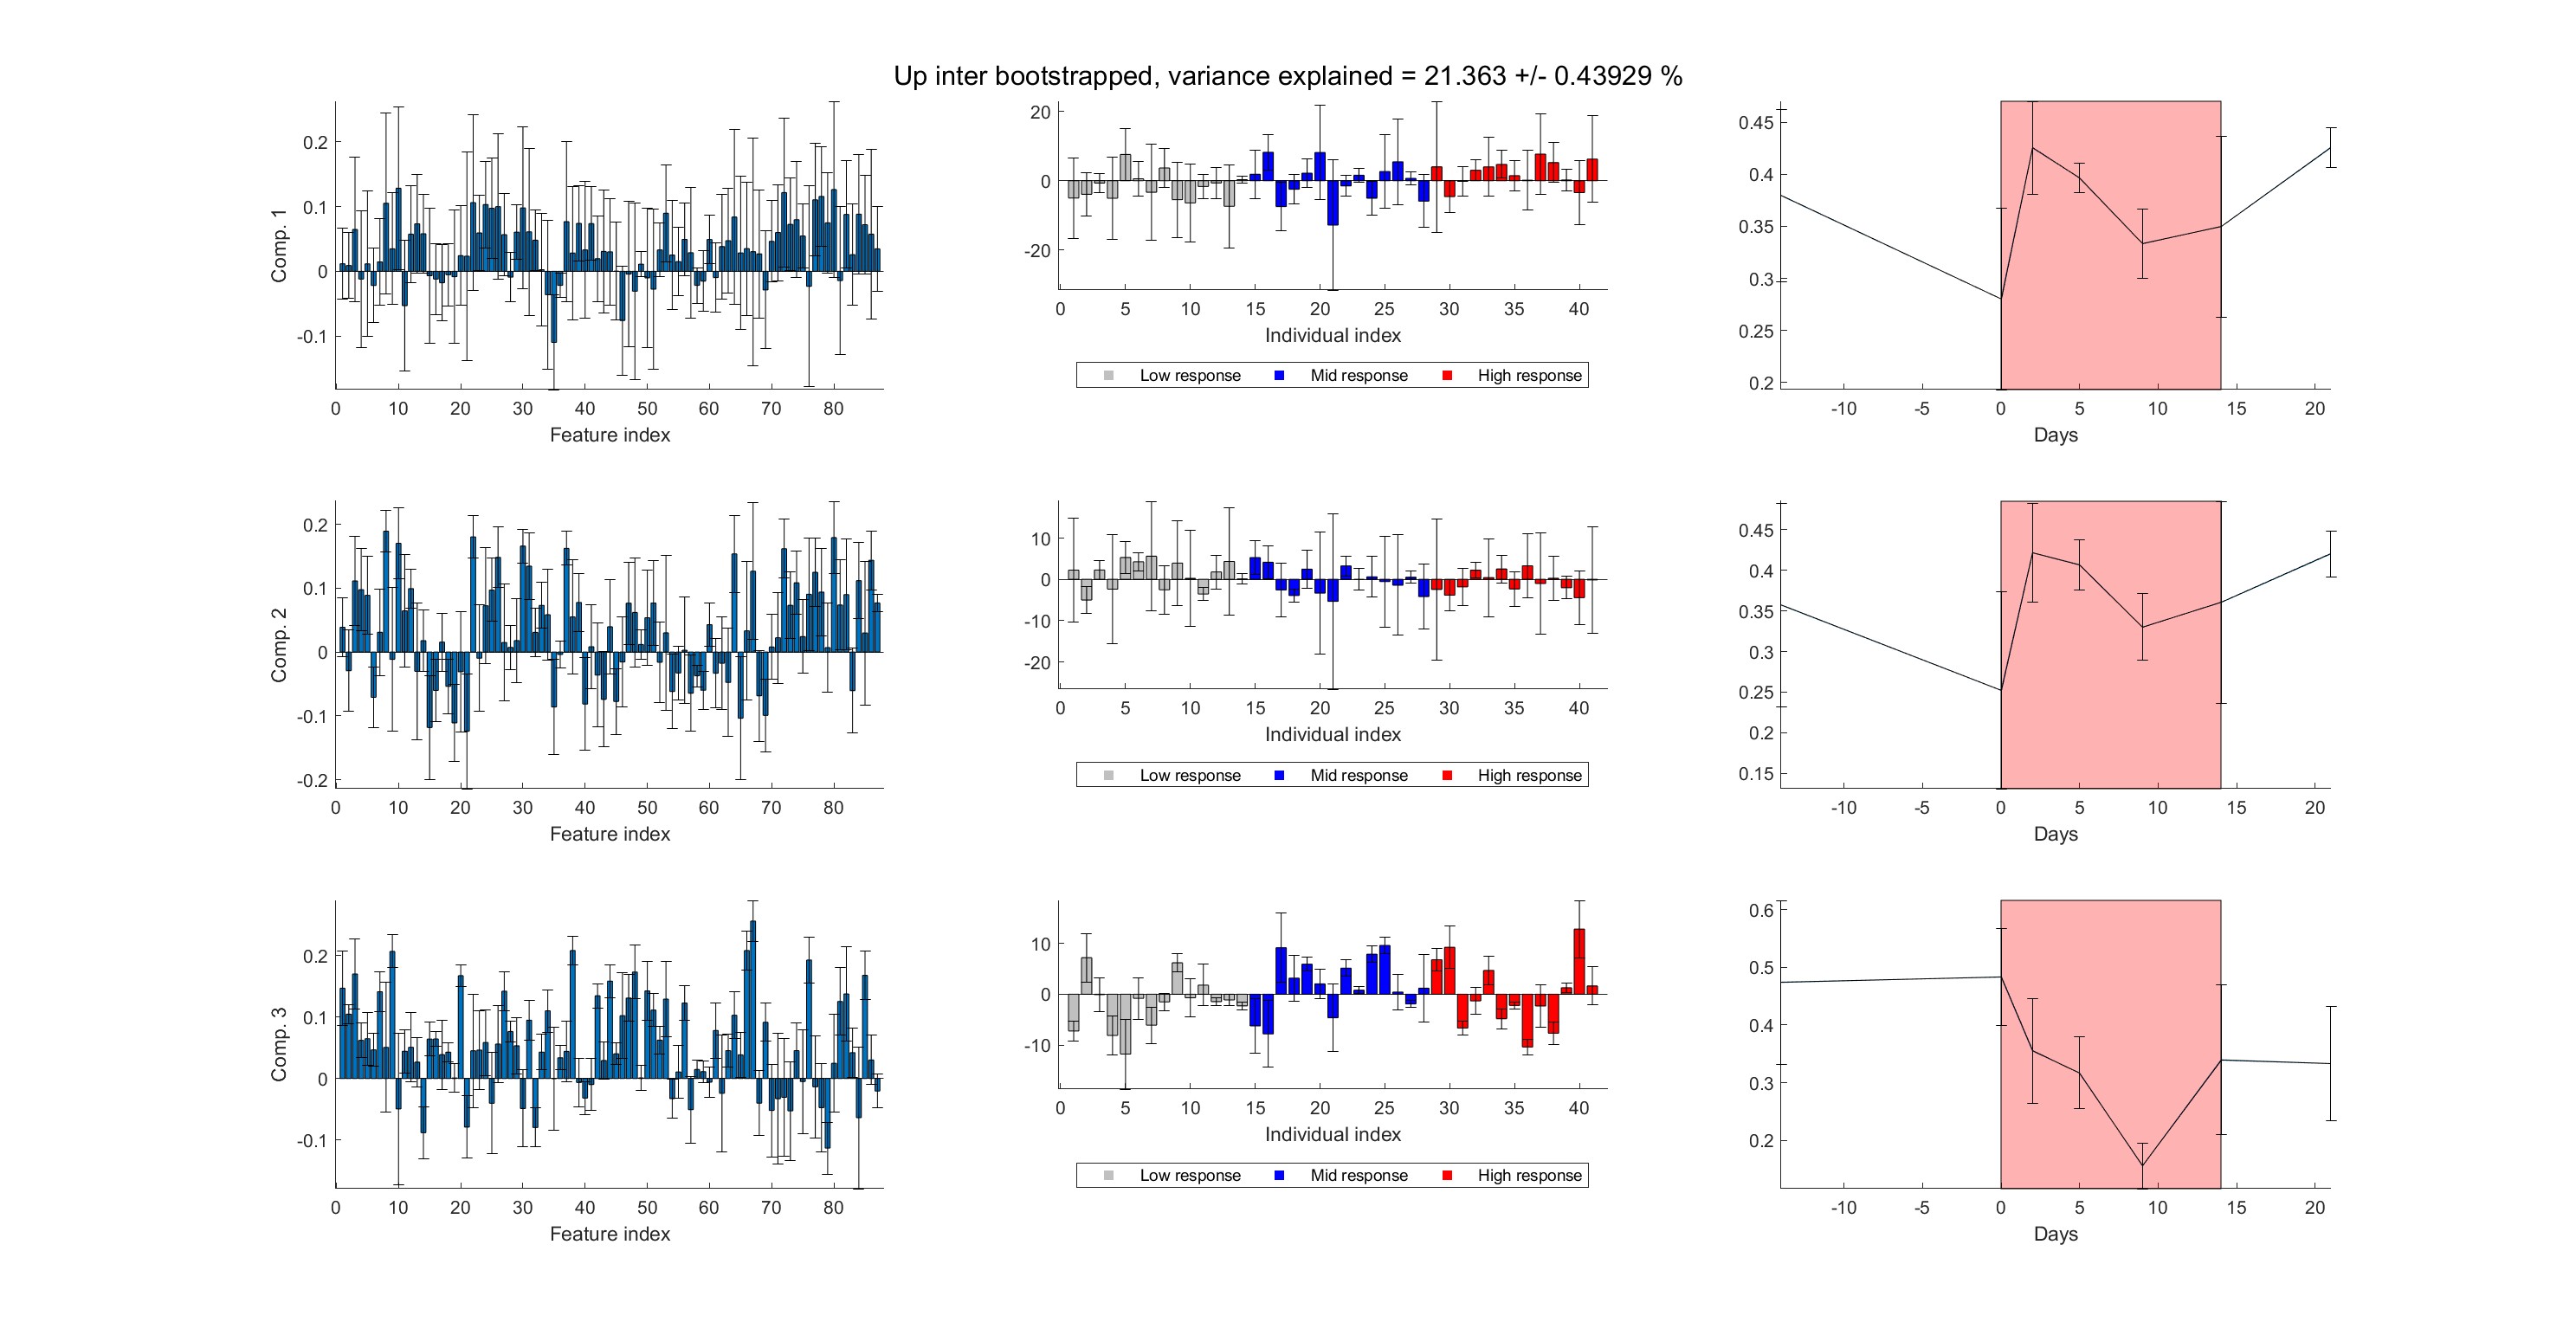 Up inter bootstrapped, variance explained = 21.363 +/- 0.43929 %
Comp. 1
0.2
0.1
0
-0.1
0 10 20 30 40 50 60 70 80
Feature index
20
0
-20
0 5 10 15 20 25 30 35 40
Individual index
Low response Mid response High response
0.45
0.4
0.35
0.3
0.25
0.2
-10 -5 0 5 10 15 20
Days
Comp. 2
0.2
0.1
0
-0.1
-0.2
0 10 20 30 40 50 60 70 80
Feature index
10
0
-10
-20
0 5 10 15 20 25 30 35 40
Individual index
Low response Mid response High response
0.45
0.4
0.35
0.3
0.25
0.2
0.15
-10 -5 0 5 10 15 20
Days
Comp. 3
0.2
0.1
0
-0.1
0 10 20 30 40 50 60 70 80
Feature index
10
0
-10
0 5 10 15 20 25 30 35 40
Individual index
Low response Mid response High response
0.6
0.5
0.4
0.3
0.2
-10 -5 0 5 10 15 20
Days